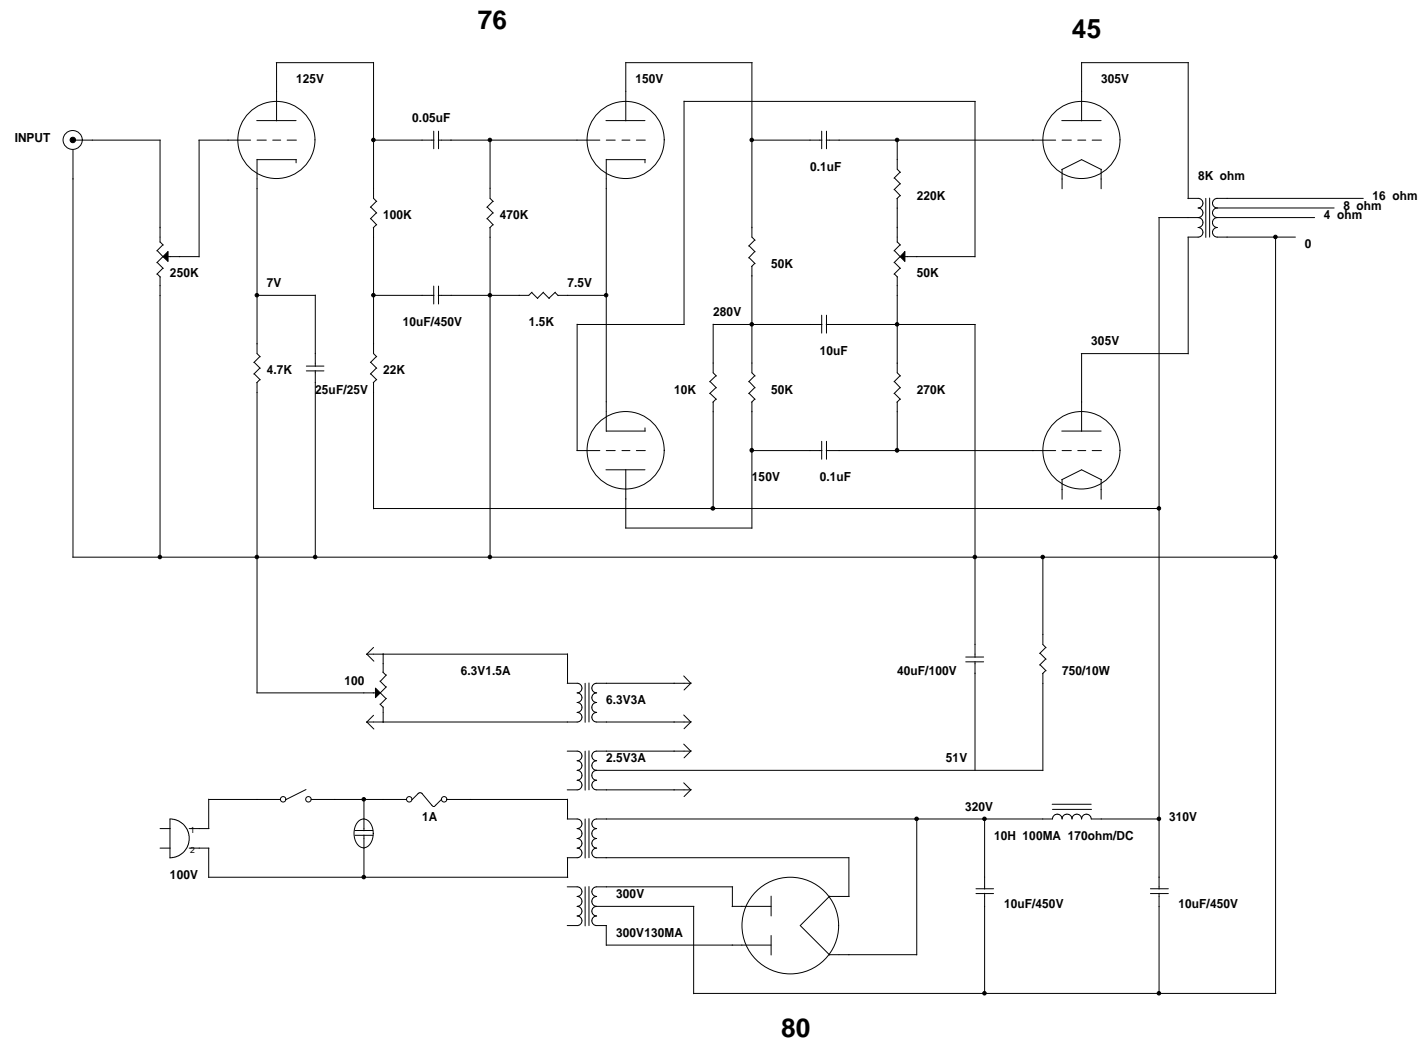 76
45
125V
150V
305V
INPUT
0.05uF
0.1uF
8K ohm
16 ohm
8 ohm
4 ohm
0
220K
100K
470K
250K
50K
50K
7V
7.5V
280V
10uF/450V
1.5K
10uF
305V
4.7K
22K
25uF/25V
10K
50K
270K
150V
0.1uF
100
6.3V1.5A
6.3V3A
40uF/100V
750/10W
2.5V3A
51V
1A
320V
310V
10H 100MA 170ohm/DC
1
2
100V
300V
10uF/450V
10uF/450V
300V130MA
80